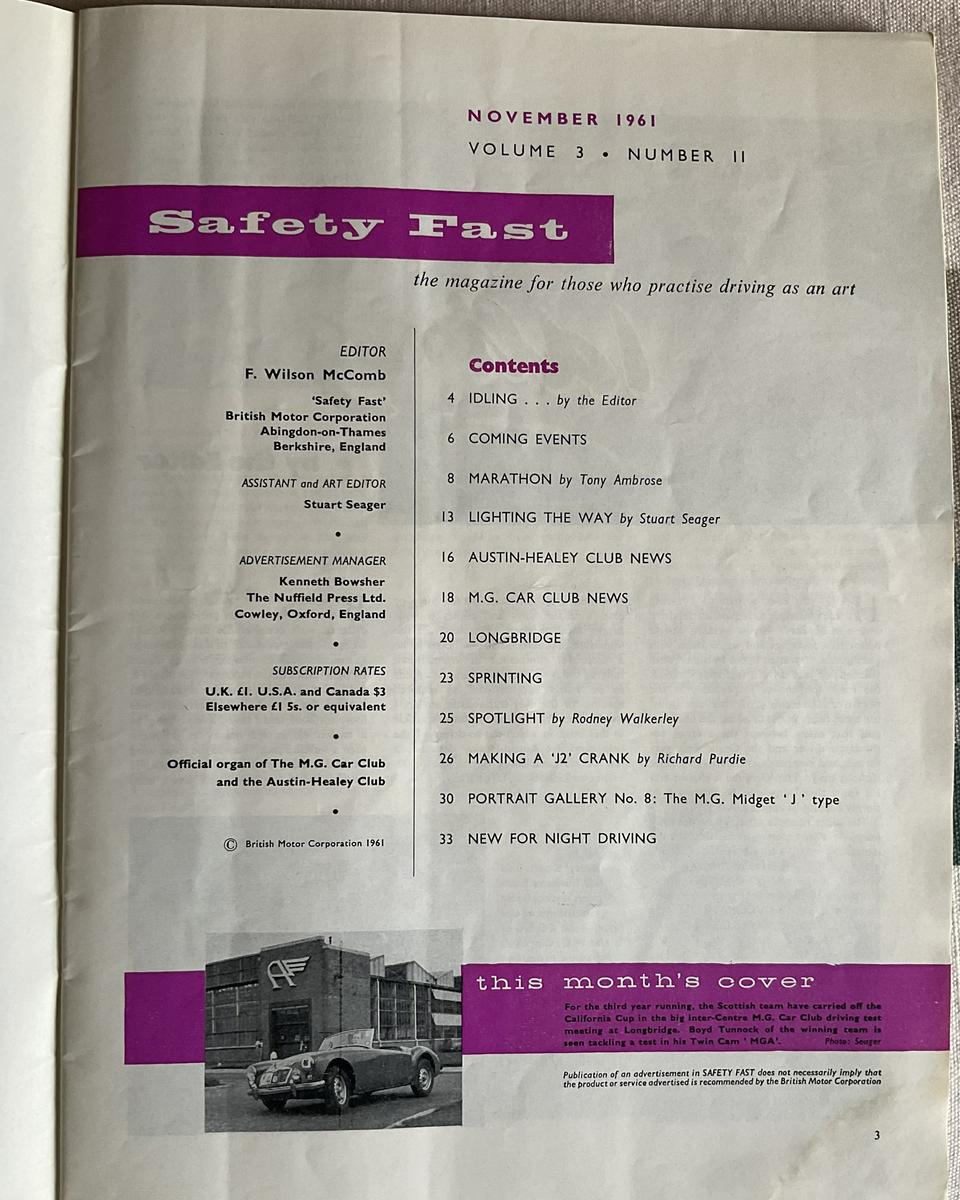 NOVEMBER 1961
VOLUME 3 • NUMBER 11
Safety Fast
the magazine for those who practise driving as an art
EDITOR
F. Wilson McComb
‘Safety Fast’
British Motor Corporation
Abingdon-on-Thames
Berkshire, England
ASSISTANT and ART EDITOR
Stuart Seager
•
ADVERTISEMENT MANAGER
Kenneth Bowsher
The Nuffield Press Ltd.
Cowley, Oxford, England
•
SUBSCRIPTION RATES
U.K. £1. U.S.A. and Canada $3
Elsewhere £1 5s. or equivalent
•
Official organ of The M.G. Car Club
and the Austin-Healey Club
•
© British Motor Corporation 1961
Contents
4 IDLING . . . by the Editor
6 COMING EVENTS
8 MARATHON by Tony Ambrose
13 LIGHTING THE WAY by Stuart Seager
16 AUSTIN-HEALEY CLUB NEWS
18 M.G. CAR CLUB NEWS
20 LONGBRIDGE
23 SPRINTING
25 SPOTLIGHT by Rodney Walkerley
26 MAKING A ‘J2’ CRANK by Richard Purdie
30 PORTRAIT GALLERY No. 8: The M.G. Midget ‘J’ type
33 NEW FOR NIGHT DRIVING
this month's cover
For the third year running, the Scottish team have carried off the
California Cup in the big Inter-Centre M.G. Car Club driving test
meeting at Longbridge. Boyd Tunnock of the winning team is
seen tackling a test in his Twin Cam ‘MGA’. Photo: Seager
Publication of an advertisement in SAFETY FAST does not necessarily imply that
the product or service advertised is recommended by the British Motor Corporation
3